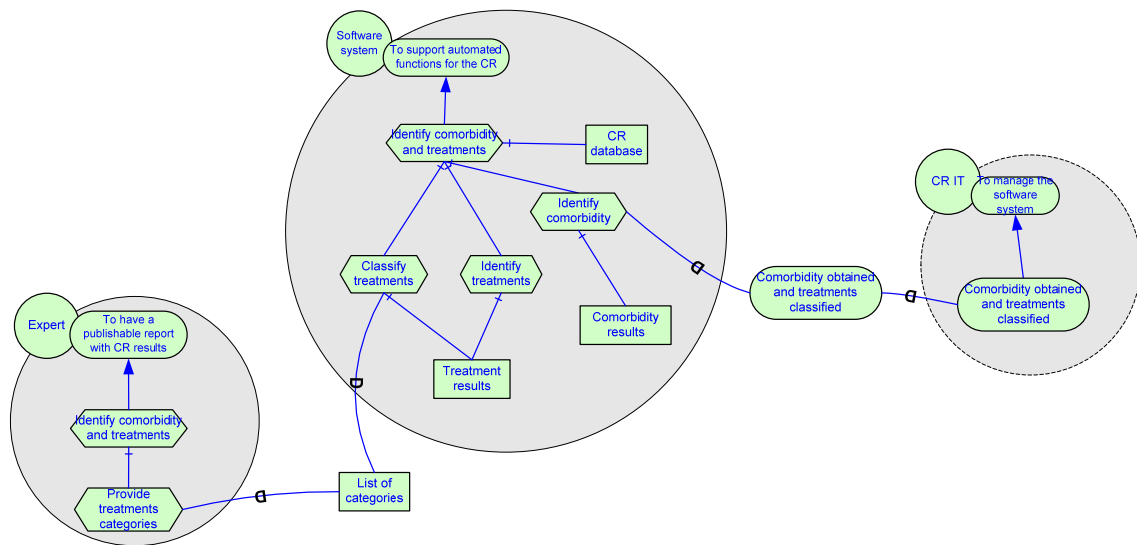 Software
system
To support automated
functions for the CR
Identify comorbidity
and treatments
CR
database
Identify
comorbidity
Classify
treatments
Identify
treatments
Comorbidity
results
Treatment
results
D
D
Comorbidity obtained
and treatments
classified
D
CR IT
To manage the
software
system
Comorbidity obtained
and treatments
classified
Expert
To have a
publishable report
with CR results
Identify comorbidity
and treatments
Provide
treatments
categories
D
List of
categories